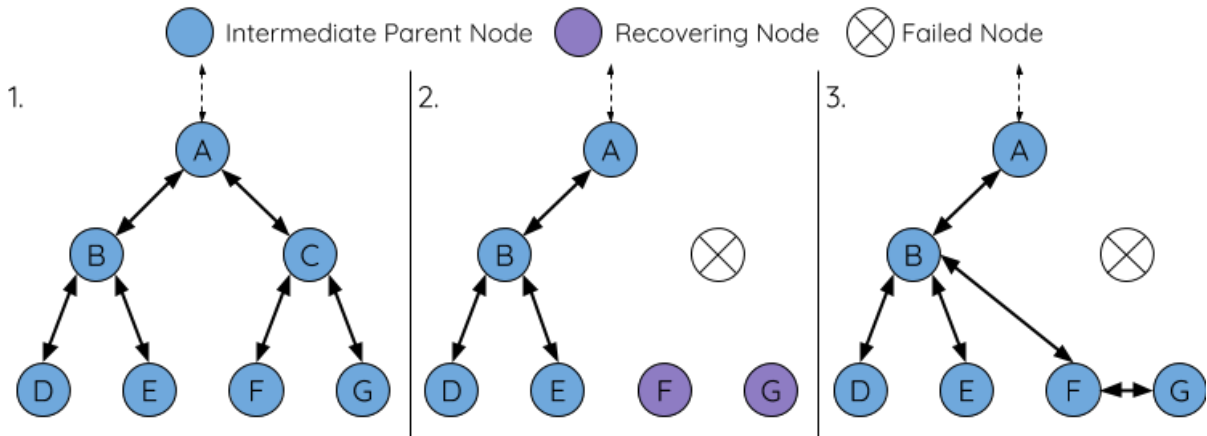 Intermediate Parent Node Recovering Node Failed Node
1. 2. 3.
A A A
B C B B
D E F G D E F G D E F G